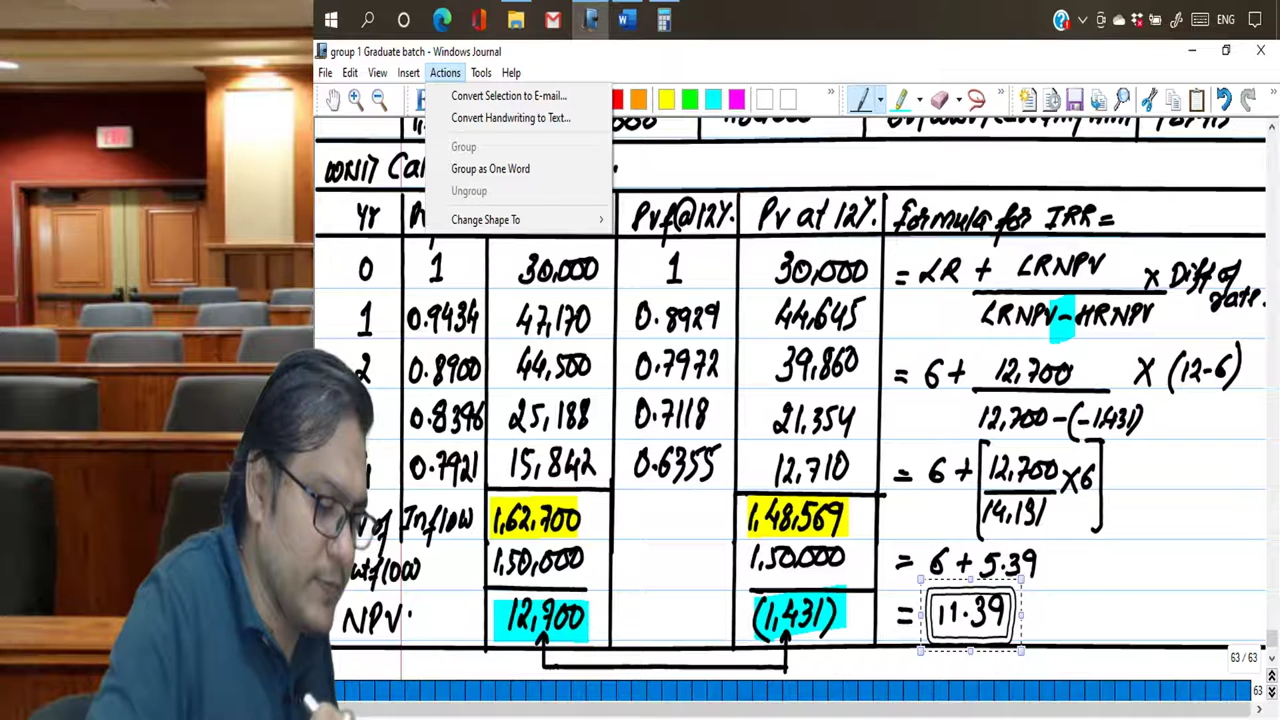 ENG
group 1 Graduate batch - Windows Journal
File Edit View Insert Actions Tools Help
Convert Selection to E-mail...
Convert Handwriting to Text...
Group
Group as One Word
Ungroup
Change Shape To
WN17
Yr Pvf@12%. Pv at 12%. Formula for IRR =
0 1 30,000 1 30,000 = LR + LRNPV × Diff of rate.
LRNPV - HRNPV
1 0.9434 47,170 0.8929 44,645
2 0.8900 44,500 0.7972 39,860 = 6 + 12,700 × (12-6)
12,700 - (-1,431)
0.8396 25,188 0.7118 21,354
0.7921 15,842 0.6355 12,710 = 6 + [12,700 × 6]
14,131
of Inflow 1,62,700 1,48,569
1,50,000 1,50,000 = 6 + 5.39
NPV 12,700 (1,431) = 11.39
63 / 63
63